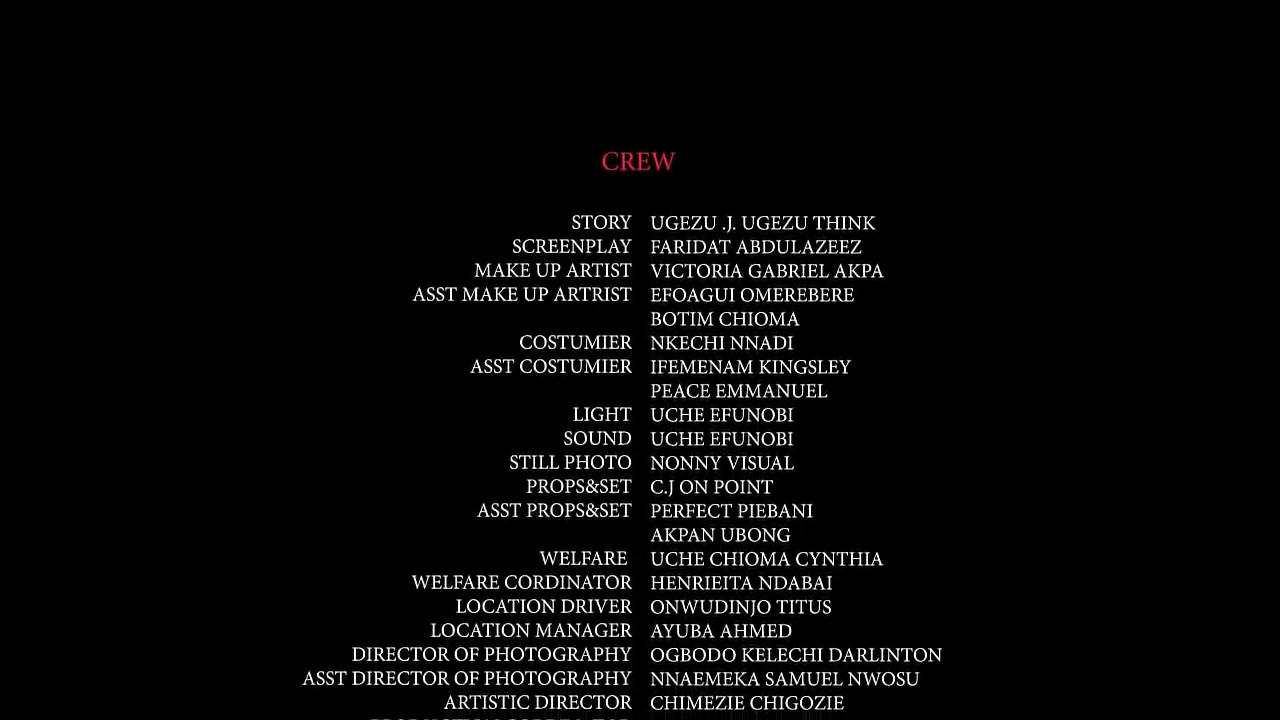 CREW
STORY UGEZU .J. UGEZU THINK
SCREENPLAY FARIDAT ABDULAZEEZ
MAKE UP ARTIST VICTORIA GABRIEL AKPA
ASST MAKE UP ARTRIST EFOAGUI OMEREBERE
BOTIM CHIOMA
COSTUMIER NKECHI NNADI
ASST COSTUMIER IFEMENAM KINGSLEY
PEACE EMMANUEL
LIGHT UCHE EFUNOBI
SOUND UCHE EFUNOBI
STILL PHOTO NONNY VISUAL
PROPS&SET C.J ON POINT
ASST PROPS&SET PERFECT PIEBANI
AKPAN UBONG
WELFARE UCHE CHIOMA CYNTHIA
WELFARE CORDINATOR HENRIEITA NDABAI
LOCATION DRIVER ONWUDINJO TITUS
LOCATION MANAGER AYUBA AHMED
DIRECTOR OF PHOTOGRAPHY OGBODO KELECHI DARLINTON
ASST DIRECTOR OF PHOTOGRAPHY NNAEMEKA SAMUEL NWOSU
ARTISTIC DIRECTOR CHIMEZIE CHIGOZIE